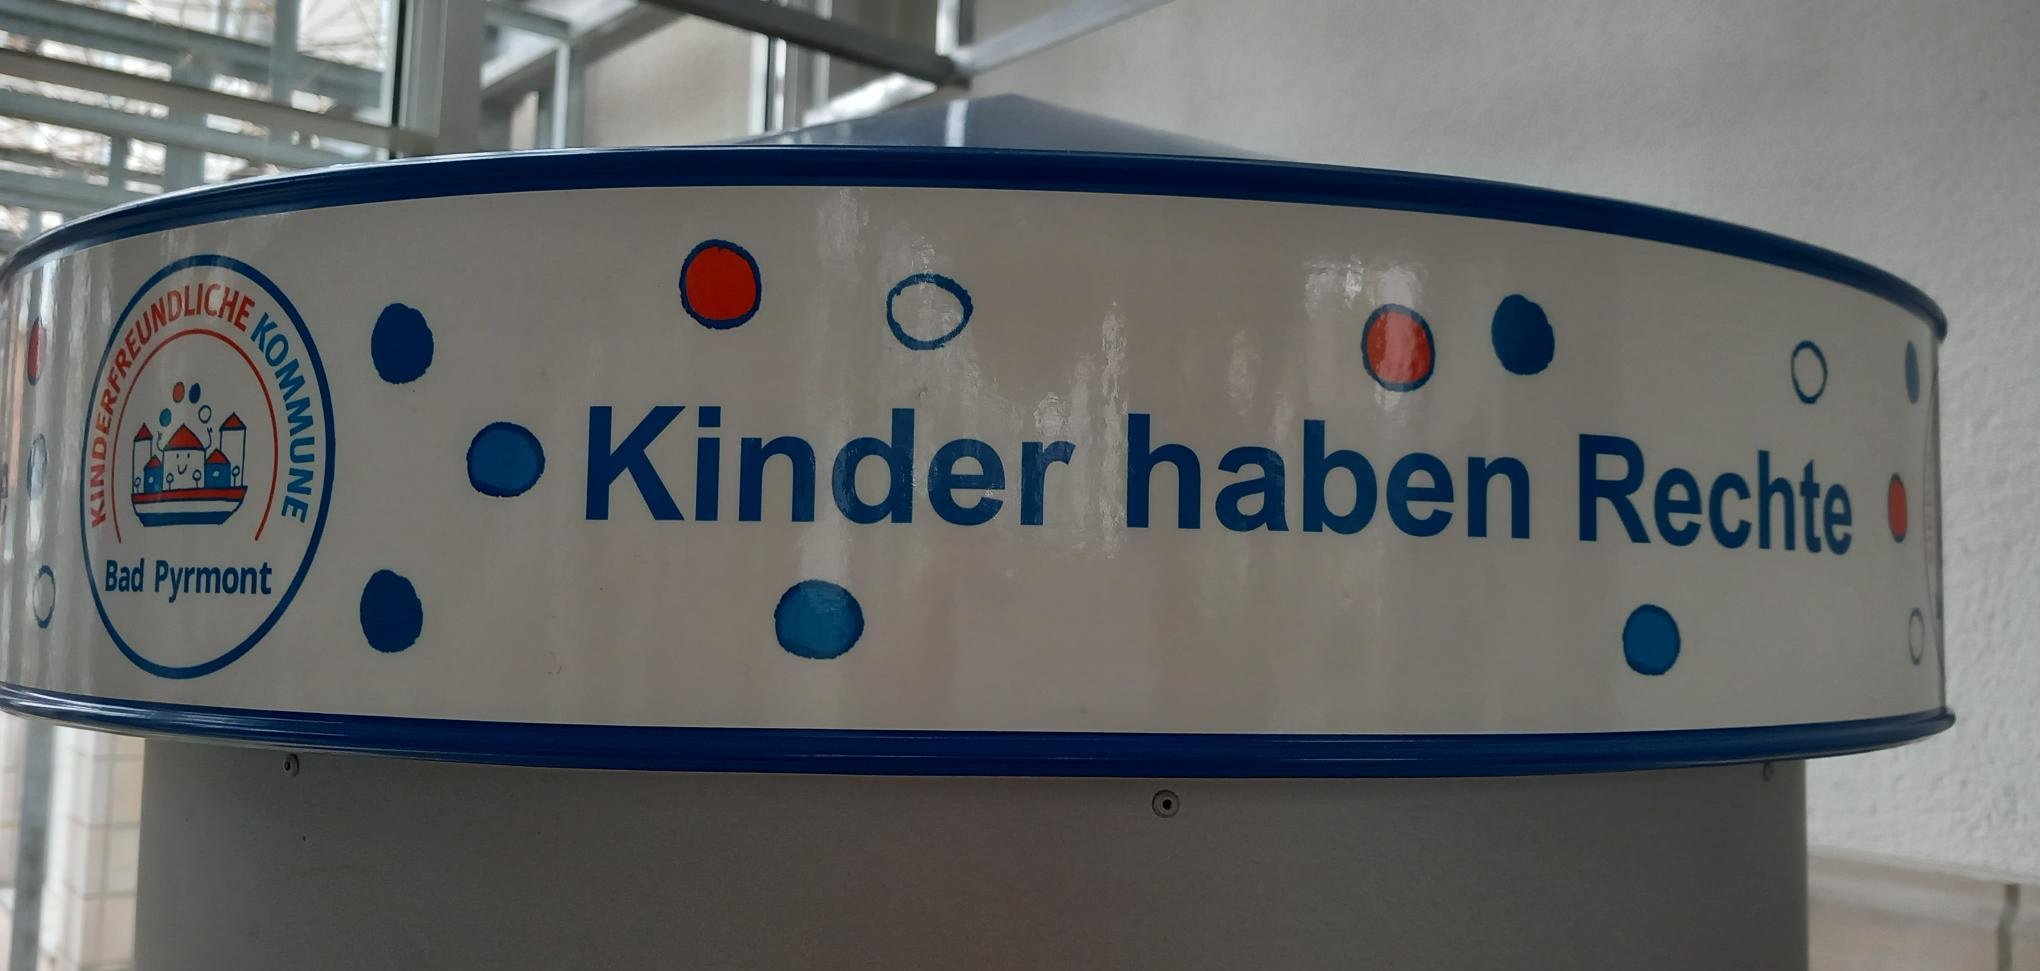 KINDERFREUNDLICHE KOMMUNE
Bad Pyrmont
Kinder haben Rechte